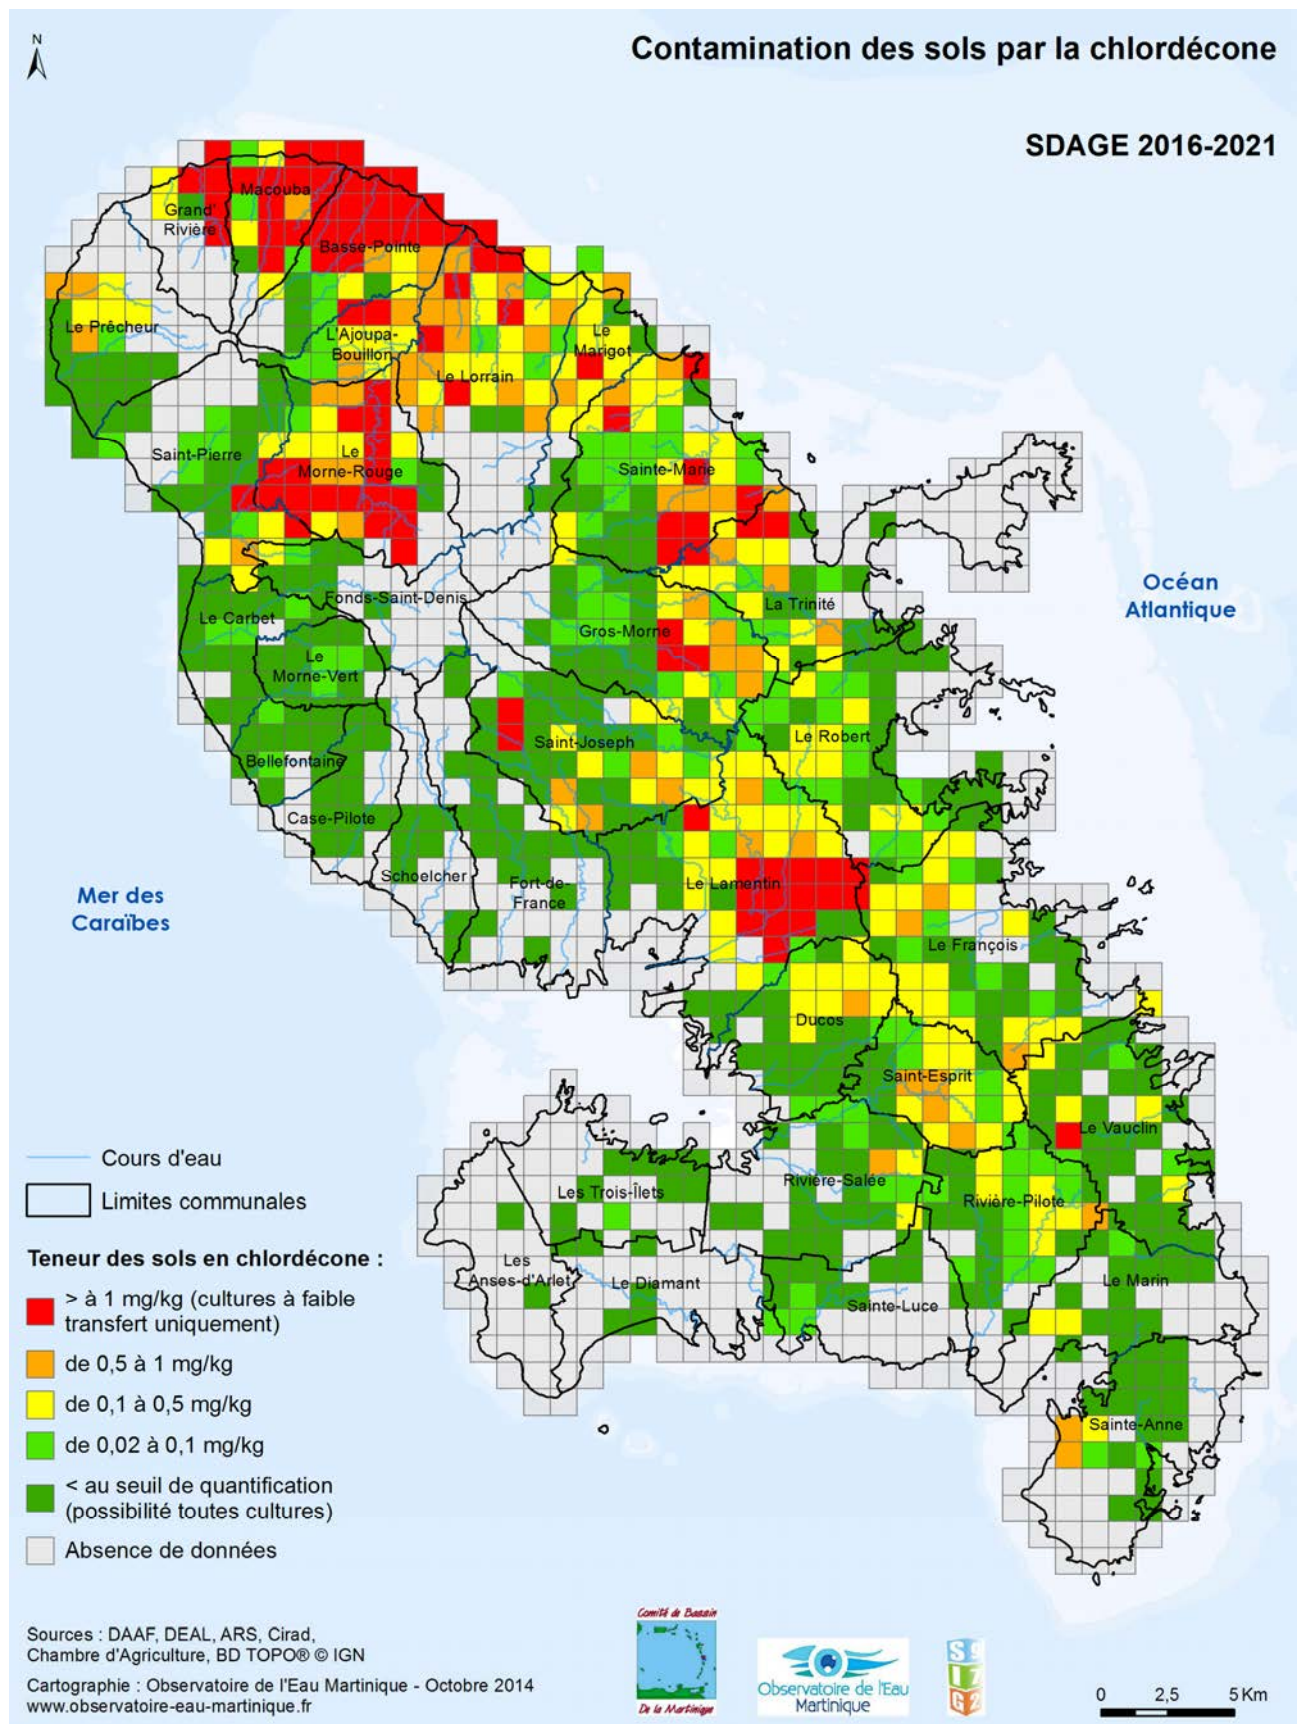 N
Contamination des sols par la chlordécone
SDAGE 2016-2021
Macouba
Grand'
Rivière
Basse-Pointe
Le Prêcheur
L'Ajoupa-
Bouillon
Le
Marigot
Le Lorrain
Saint-Pierre
Le
Morne-Rouge
Sainte-Marie
Océan
Atlantique
Fonds-Saint-Denis
La Trinité
Le Carbet
Gros-Morne
Le
Morne-Vert
Saint-Joseph
Le Robert
Bellefontaine
Case-Pilote
Schoelcher
Fort-de-
France
Le Lamentin
Mer des
Caraïbes
Le François
Ducos
Saint-Esprit
Le Vauclin
Rivière-Salée
Les Trois-Îlets
Rivière-Pilote
Les
Anses-d'Arlet
Le Diamant
Le Marin
Sainte-Luce
Sainte-Anne
Cours d'eau
Limites communales
Teneur des sols en chlordécone :
> à 1 mg/kg (cultures à faible
transfert uniquement)
de 0,5 à 1 mg/kg
de 0,1 à 0,5 mg/kg
de 0,02 à 0,1 mg/kg
< au seuil de quantification
(possibilité toutes cultures)
Absence de données
Sources : DAAF, DEAL, ARS, Cirad,
Chambre d'Agriculture, BD TOPO® © IGN
Cartographie : Observatoire de l'Eau Martinique - Octobre 2014
www.observatoire-eau-martinique.fr
Comité de Bassin
De la Martinique
Observatoire de l'Eau
Martinique
S 9
I 7
G 2
0 2,5 5 Km